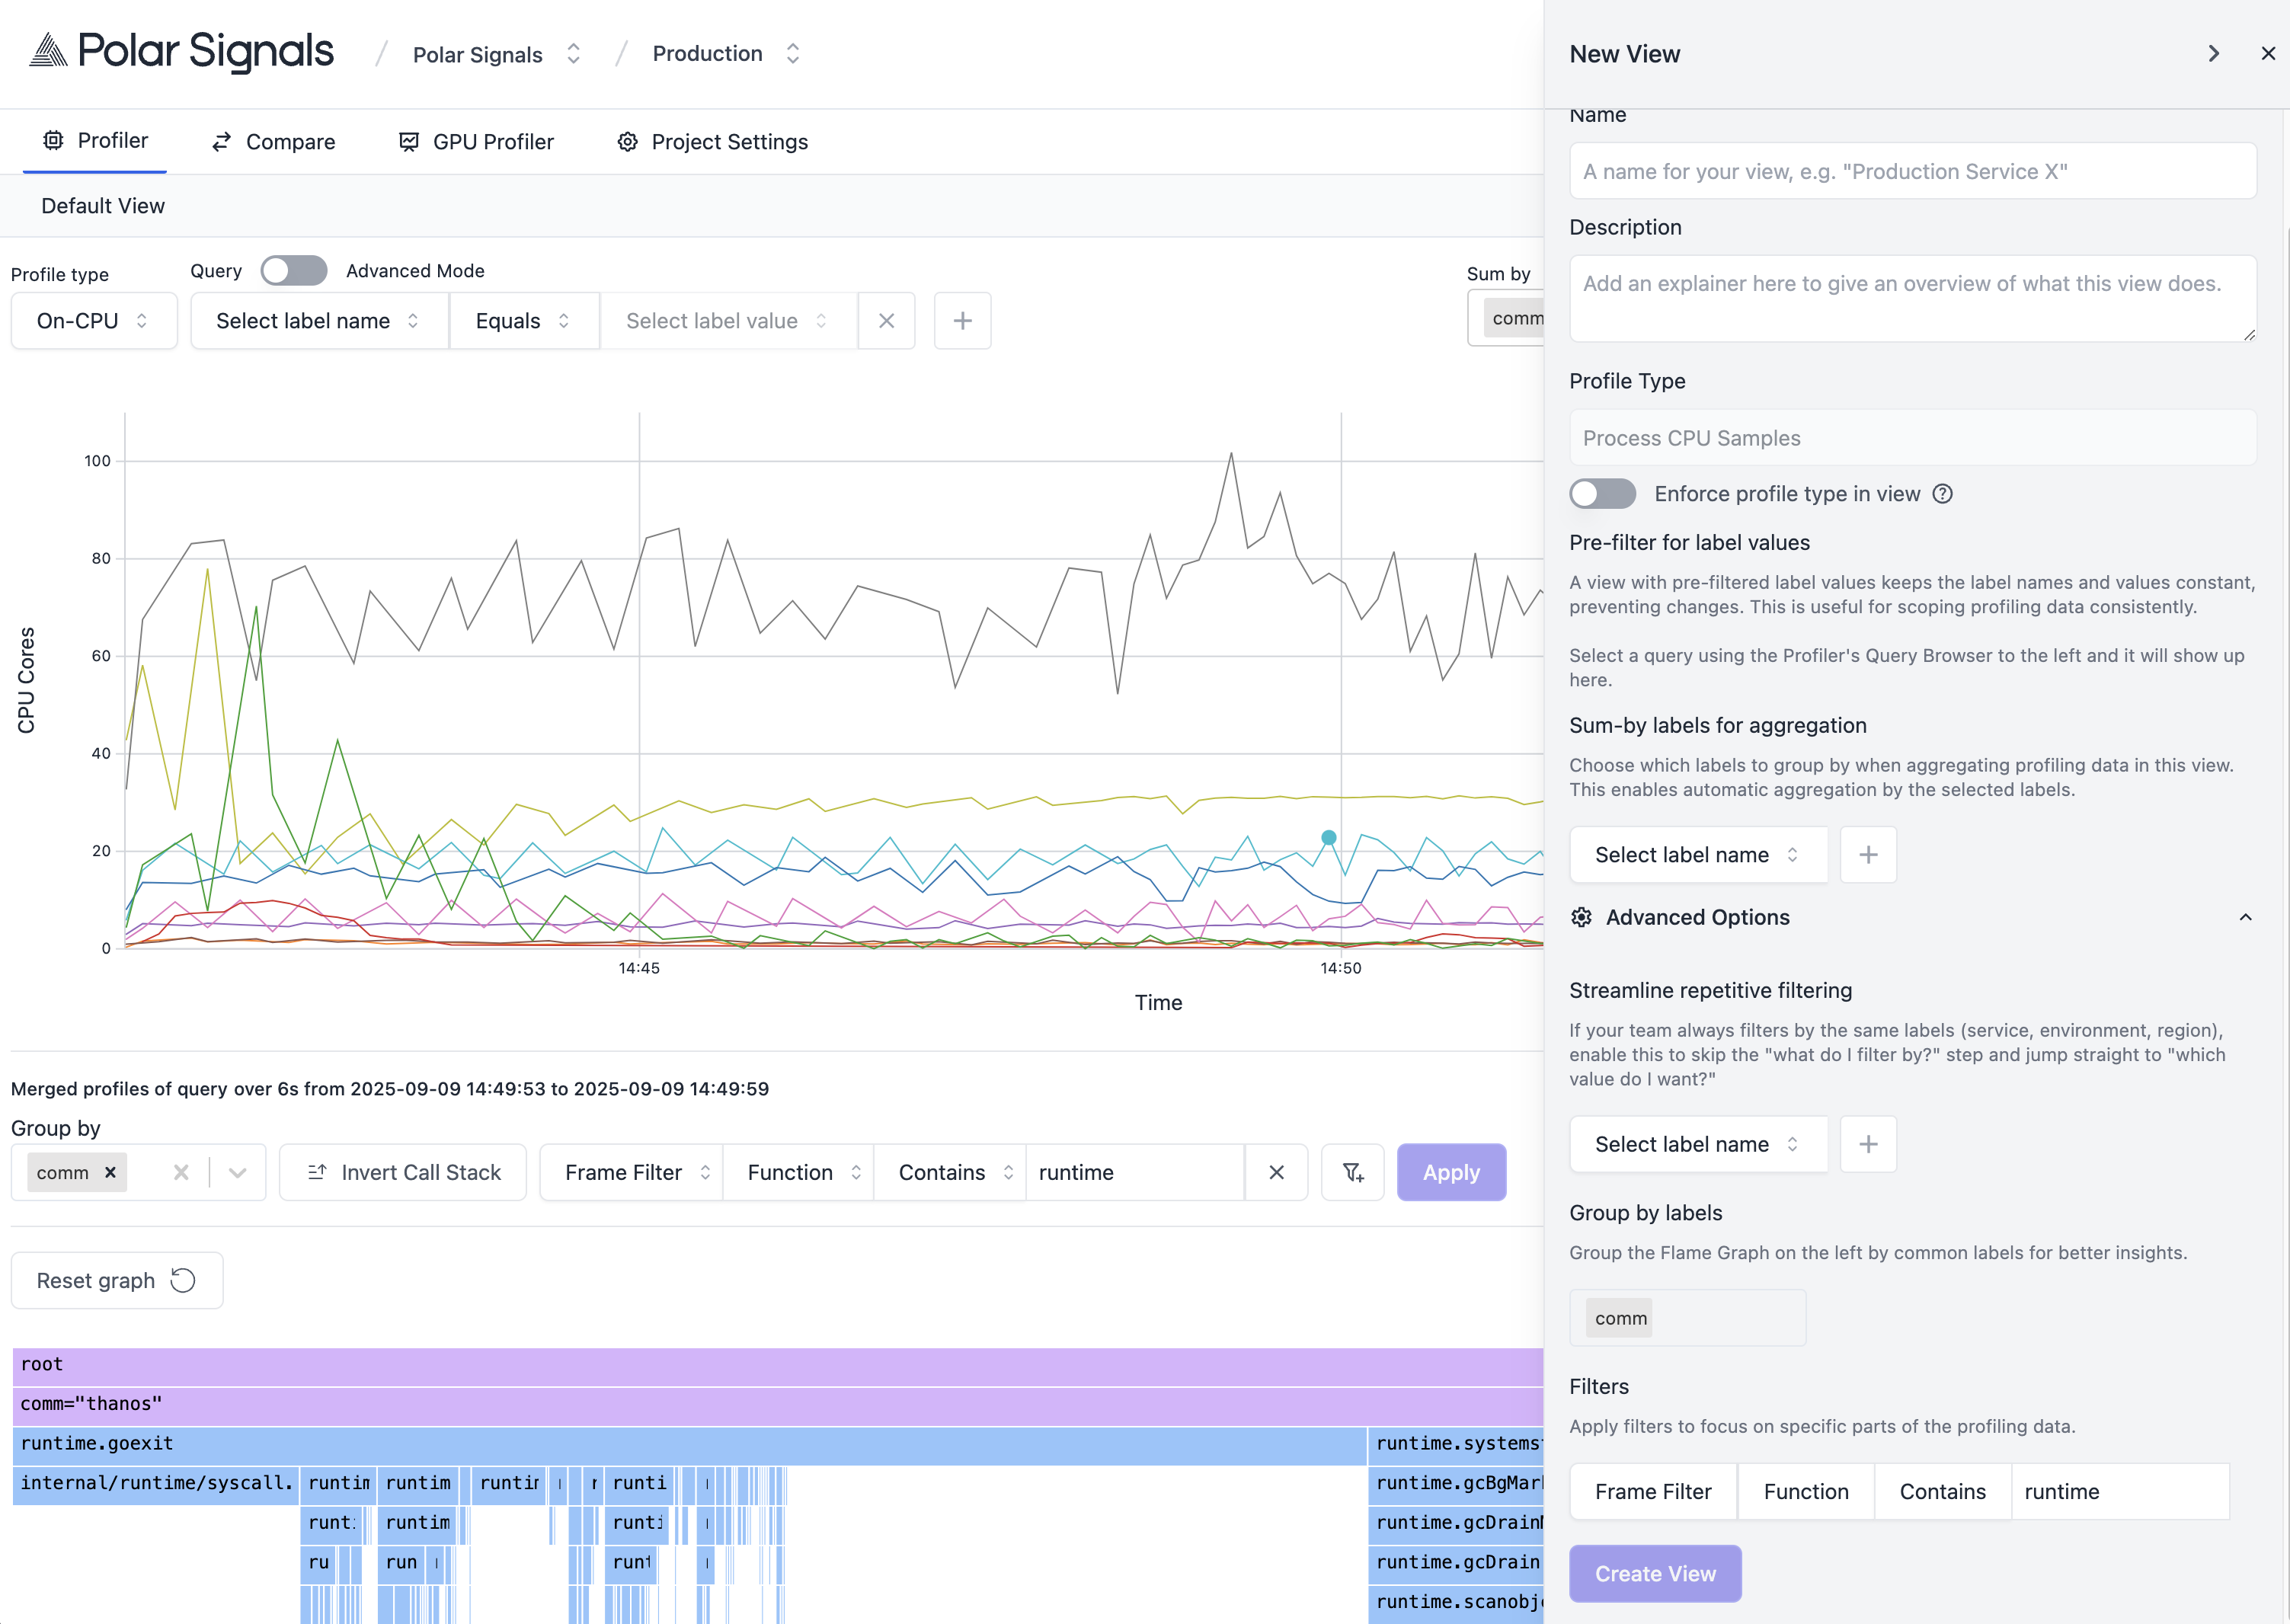 Polar Signals
/ Polar Signals / Production
Profiler Compare GPU Profiler Project Settings
Default View
Profile type Query Advanced Mode Sum by
On-CPU Select label name Equals Select label value comm
CPU Cores
100
80
60
40
20
0
14:45 14:50
Time
Merged profiles of query over 6s from 2025-09-09 14:49:53 to 2025-09-09 14:49:59
Group by
comm Invert Call Stack Frame Filter Function Contains runtime Apply
Reset graph
root
comm="thanos"
runtime.goexit runtime.syste
internal/runtime/syscall. runtim runtim runtin r runti runtime.gcBgMar
runt runtim runti runtime.gcDrain
ru run runt runtime.gcDrain
runtime.scanobj
New View
Name
A name for your view, e.g. "Production Service X"
Description
Add an explainer here to give an overview of what this view does.
Profile Type
Process CPU Samples
Enforce profile type in view
Pre-filter for label values
A view with pre-filtered label values keeps the label names and values constant,
preventing changes. This is useful for scoping profiling data consistently.
Select a query using the Profiler's Query Browser to the left and it will show up
here.
Sum-by labels for aggregation
Choose which labels to group by when aggregating profiling data in this view.
This enables automatic aggregation by the selected labels.
Select label name
Advanced Options
Streamline repetitive filtering
If your team always filters by the same labels (service, environment, region),
enable this to skip the "what do I filter by?" step and jump straight to "which
value do I want?"
Select label name
Group by labels
Group the Flame Graph on the left by common labels for better insights.
comm
Filters
Apply filters to focus on specific parts of the profiling data.
Frame Filter Function Contains runtime
Create View